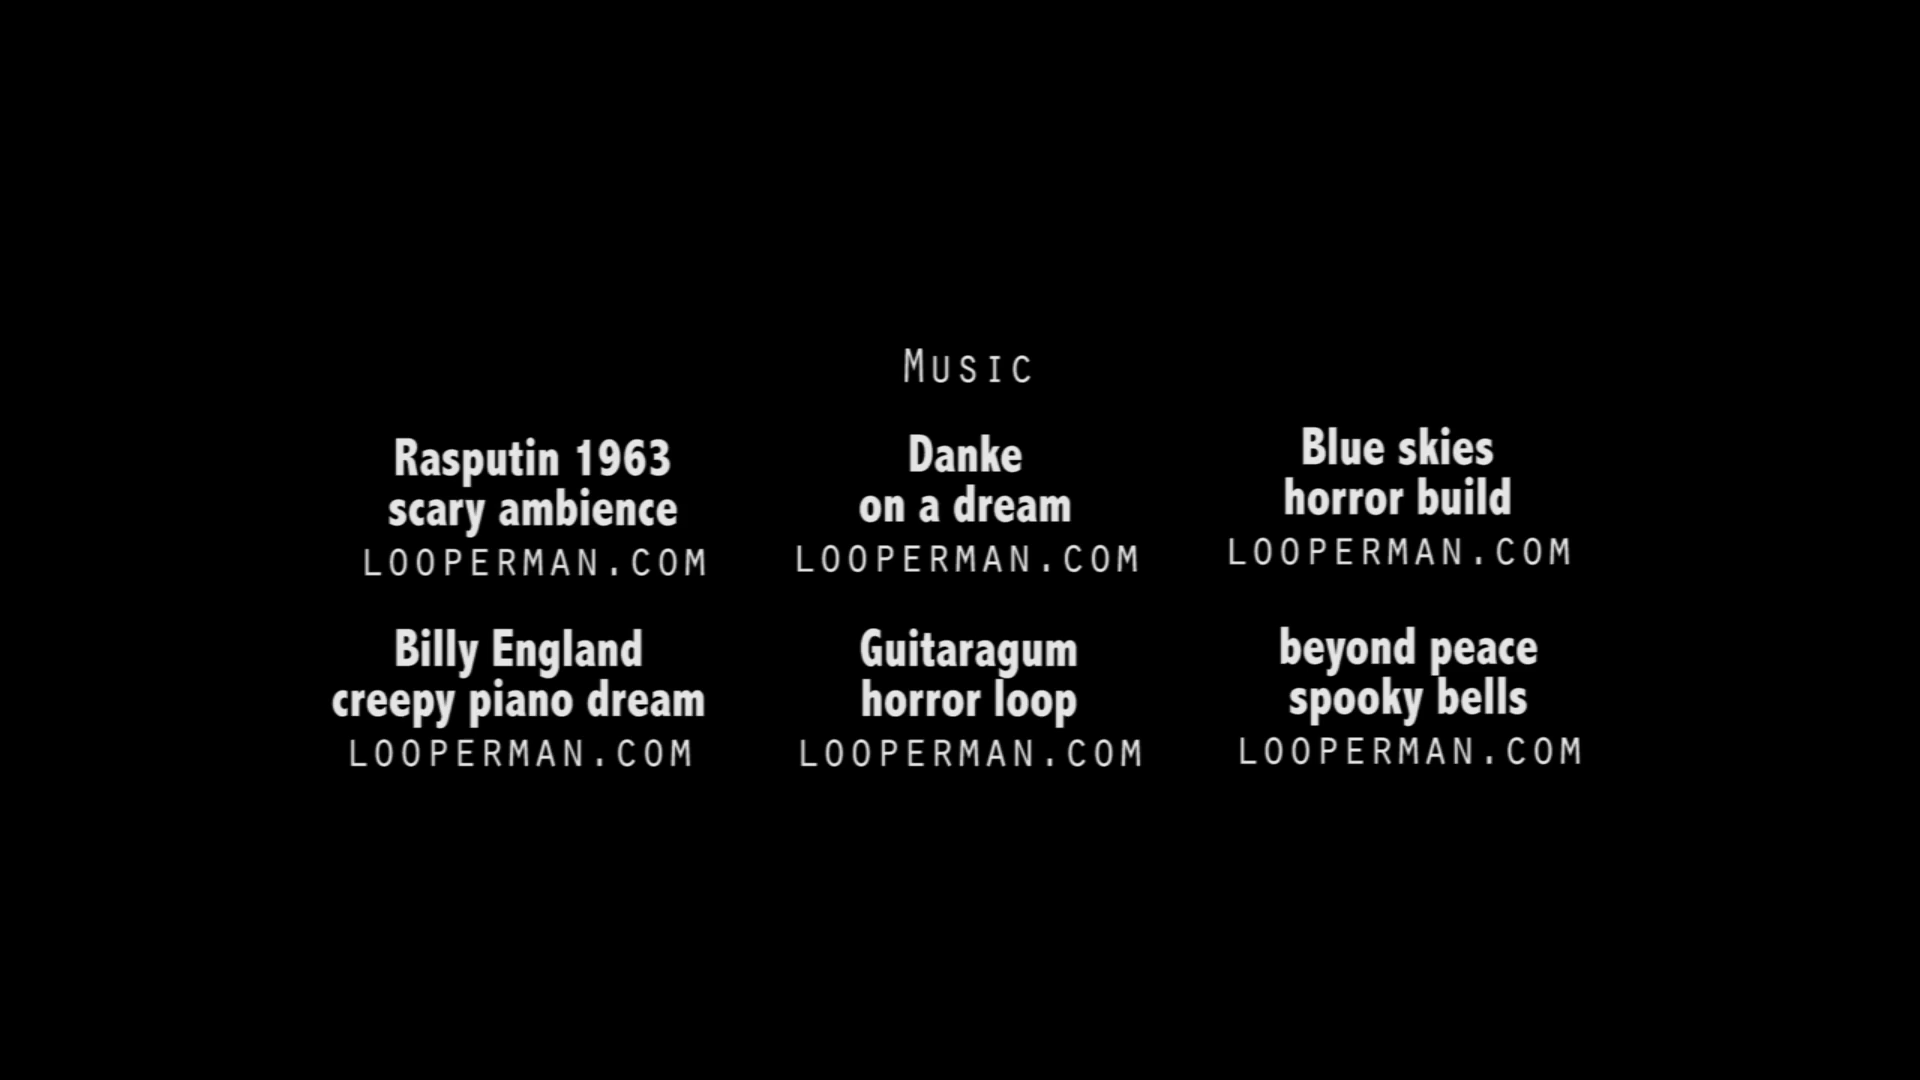 Music
Rasputin 1963
scary ambience
LOOPERMAN.COM
Danke
on a dream
LOOPERMAN.COM
Blue skies
horror build
LOOPERMAN.COM
Billy England
creepy piano dream
LOOPERMAN.COM
Guitaragum
horror loop
LOOPERMAN.COM
beyond peace
spooky bells
LOOPERMAN.COM